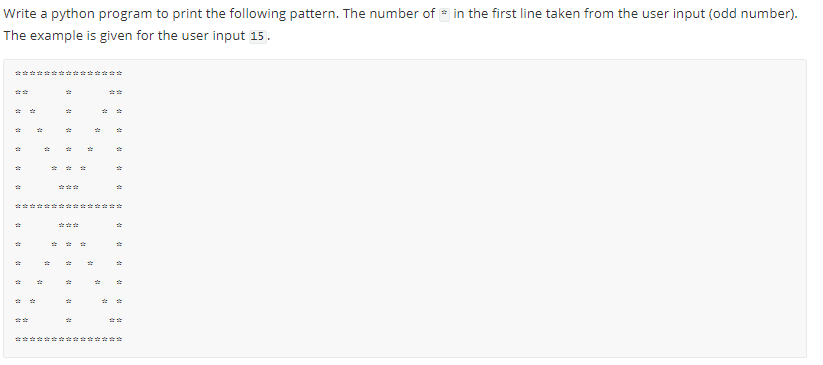 Write a python program to print the following pattern. The number of * in the first line taken from the user input (odd number).
The example is given for the user input 15.
***************
**     *     **
* *    *    * *
*  *   *   *  *
*   *  *  *   *
*    * * *    *
*     ***     *
***************
*     ***     *
*    * * *    *
*   *  *  *   *
*  *   *   *  *
* *    *    * *
**     *     **
***************